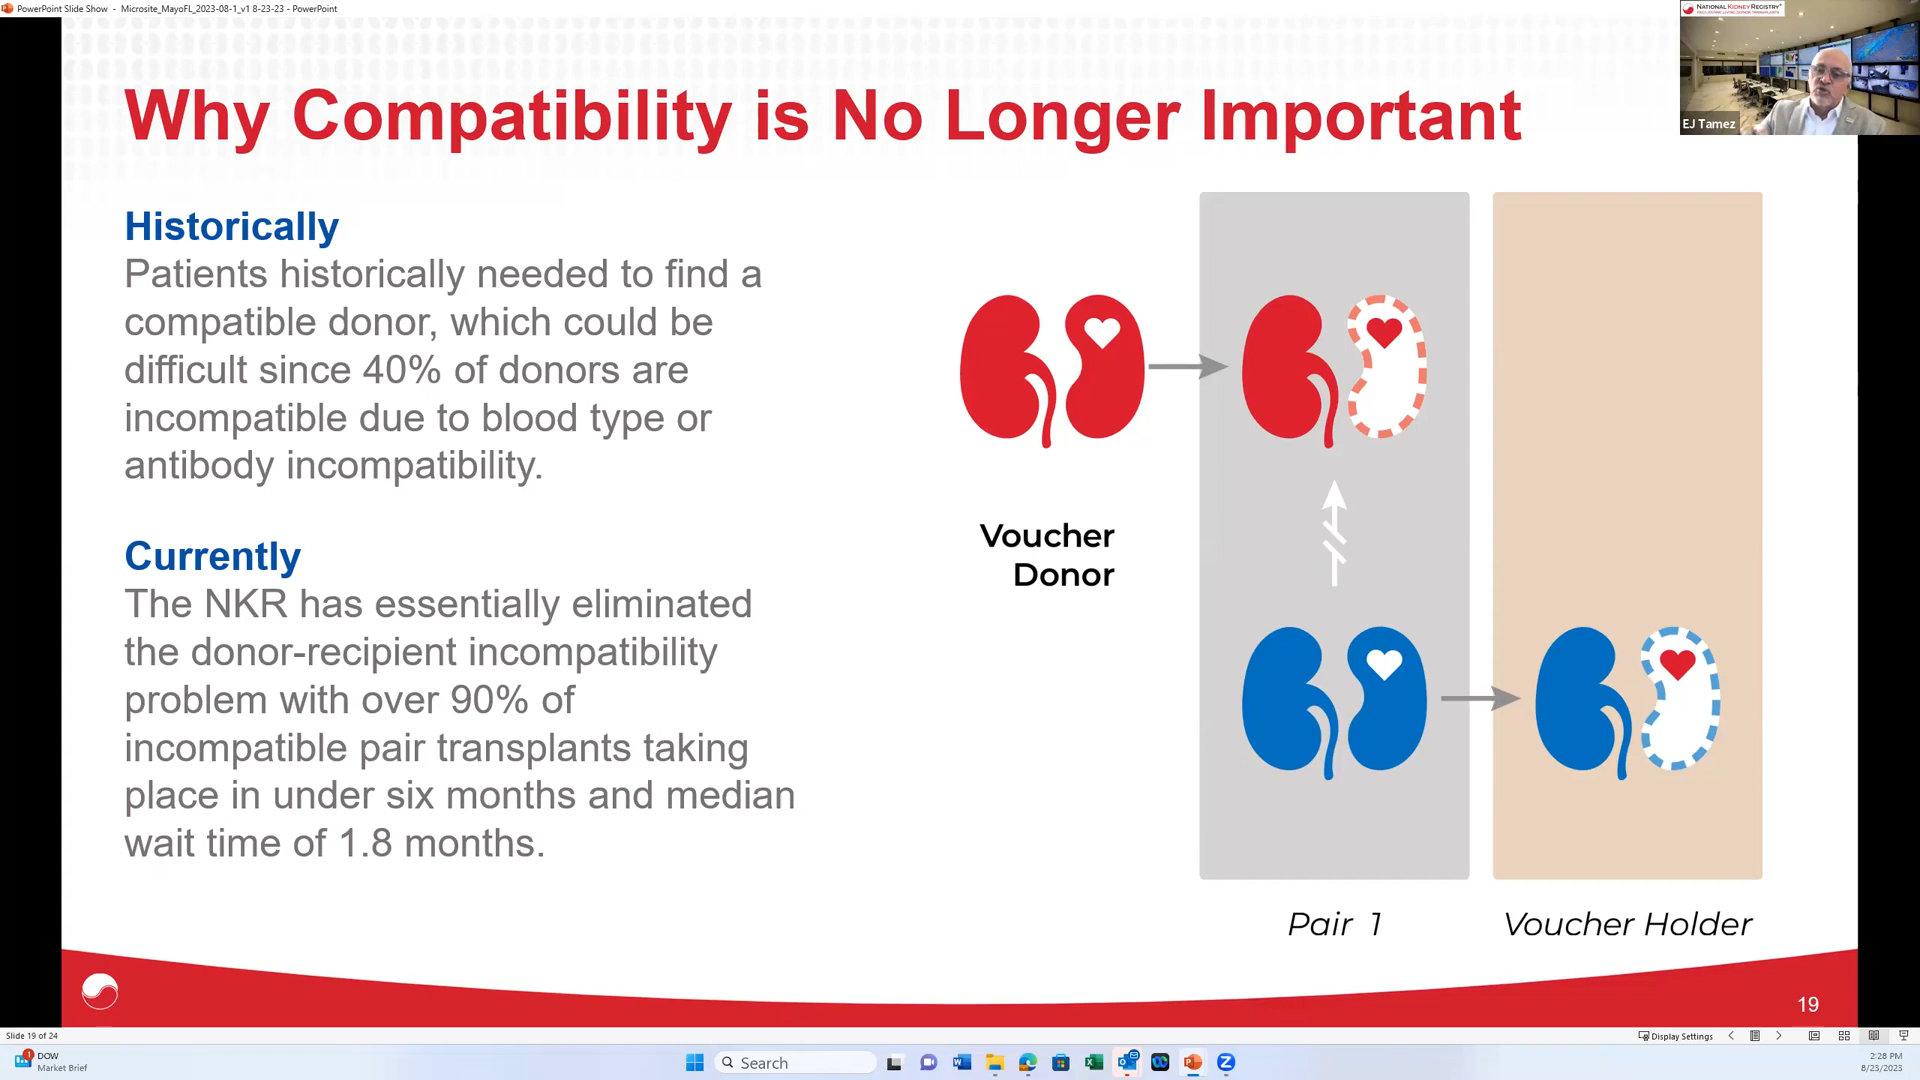 PowerPoint Slide Show - Microsite_MayoFL_2023-08-1_v1 8-23-23 - PowerPoint
NATIONAL KIDNEY REGISTRY
EJ Tamez
Why Compatibility is No Longer Important
Historically
Patients historically needed to find a
compatible donor, which could be
difficult since 40% of donors are
incompatible due to blood type or
antibody incompatibility.
Currently
The NKR has essentially eliminated
the donor-recipient incompatibility
problem with over 90% of
incompatible pair transplants taking
place in under six months and median
wait time of 1.8 months.
Voucher
Donor
Pair 1
Voucher Holder
19
Slide 19 of 24
Display Settings
1
DOW
Market Brief
Search
2:28 PM
8/23/2023